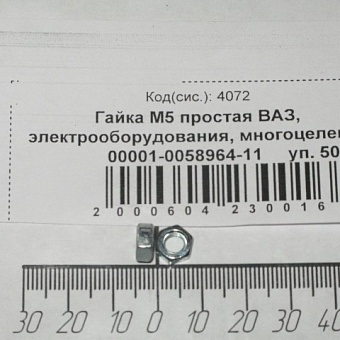 Код(сис.): 4072
Гайка М5 простая ВАЗ,
электрооборудования, многоцелев
00001-0058964-11 уп. 50
2 000604 230016
30 20 10 0 10 20 30 40